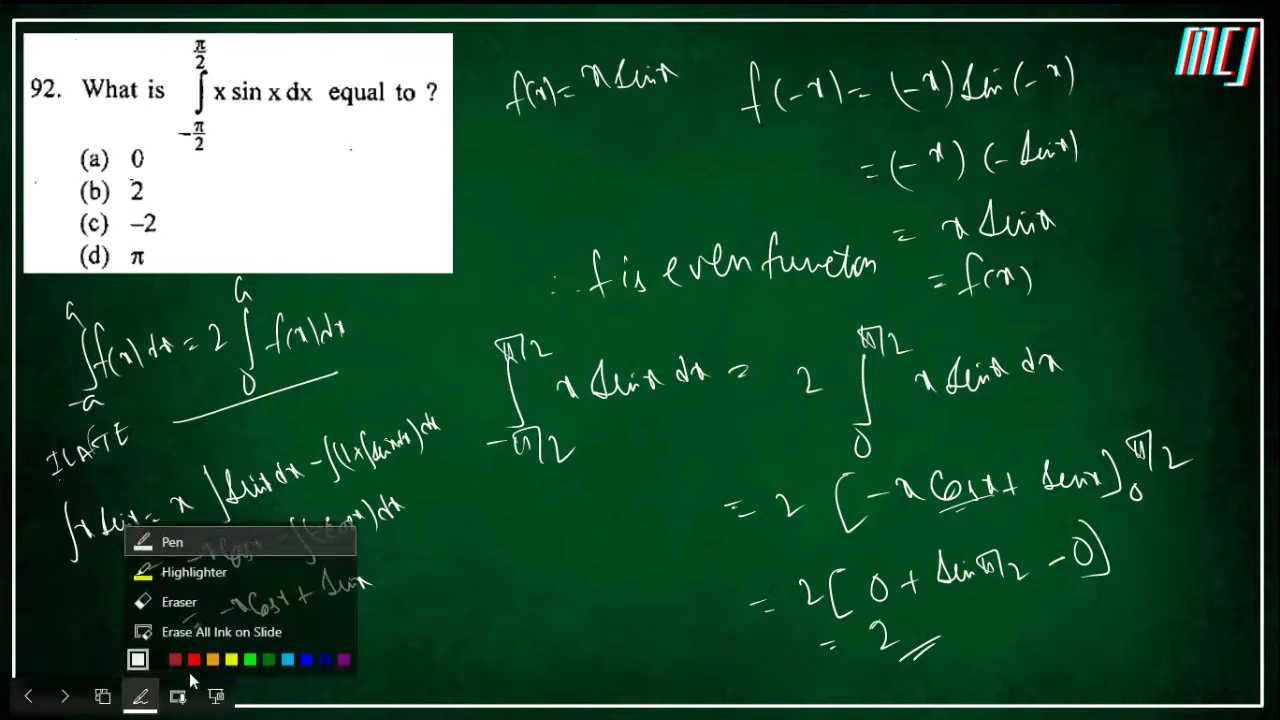 MCJ
92. What is ∫_{-π/2}^{π/2} x sin x dx equal to ?
(a) 0
(b) 2
(c) –2
(d) π
f(x) = x sin x
f(-x) = (-x) sin(-x)
= (-x) (-sin x)
= x sin x
= f(x)
∴ f is even function
∫_{-a}^{a} f(x) dx = 2 ∫_{0}^{a} f(x) dx
ILATE
∫ x sin x = x ∫ sin x dx - ∫(1 x ∫ sin x dx) dx
= -x cos x - ∫(-cos x) dx
= -x cos x + sin x
∫_{-π/2}^{π/2} x sin x dx = 2 ∫_{0}^{π/2} x sin x dx
= 2 [-x cos x + sin x]_{0}^{π/2}
= 2 [0 + sin π/2 - 0]
= 2
Pen
Highlighter
Eraser
Erase All Ink on Slide